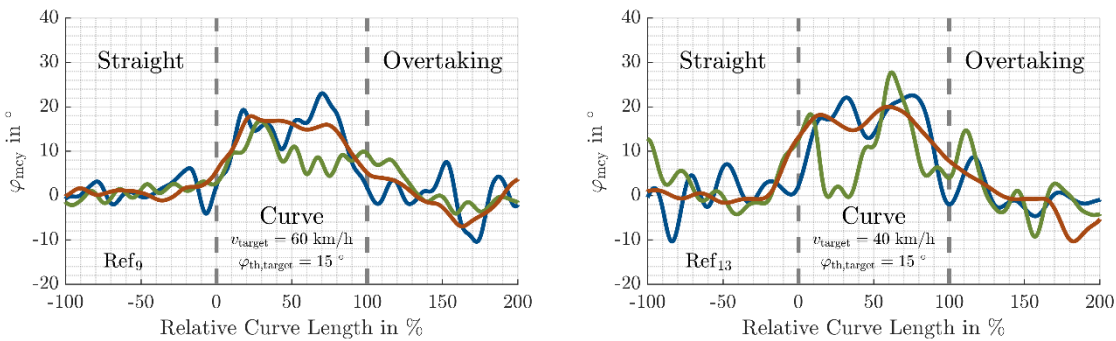 40
30
20
10
0
-10
-20
φmcy in °
Straight
Overtaking
Curve
vtarget = 60 km/h
φth,target = 15 °
Ref9
-100 -50 0 50 100 150 200
Relative Curve Length in %
40
30
20
10
0
-10
-20
φmcy in °
Straight
Overtaking
Curve
vtarget = 40 km/h
φth,target = 15 °
Ref13
-100 -50 0 50 100 150 200
Relative Curve Length in %